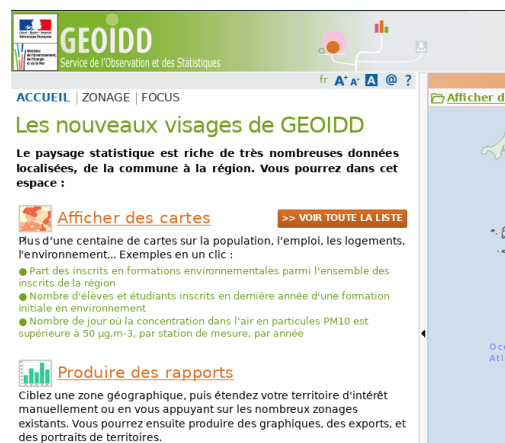 GEOIDD
Service de l'Observation et des Statistiques
fr A+ A- A @ ?
ACCUEIL | ZONAGE | FOCUS
Afficher d
Les nouveaux visages de GEOIDD
Le paysage statistique est riche de très nombreuses données
localisées, de la commune à la région. Vous pourrez dans cet
espace :
Afficher des cartes
>> VOIR TOUTE LA LISTE
Plus d'une centaine de cartes sur la population, l'emploi, les logements,
l'environnement... Exemples en un clic :
● Part des inscrits en formations environnementales parmi l'ensemble des
inscrits de la région
● Nombre d'élèves et étudiants inscrits en dernière année d'une formation
initiale en environnement
● Nombre de jour où la concentration dans l'air en particules PM10 est
supérieure à 50 µg.m-3, par station de mesure, par année
Océ
Atl
Produire des rapports
Ciblez une zone géographique, puis étendez votre territoire d'intérêt
manuellement ou en vous appuyant sur les nombreux zonages
existants. Vous pourrez ensuite produire des graphiques, des exports, et
des portraits de territoires.